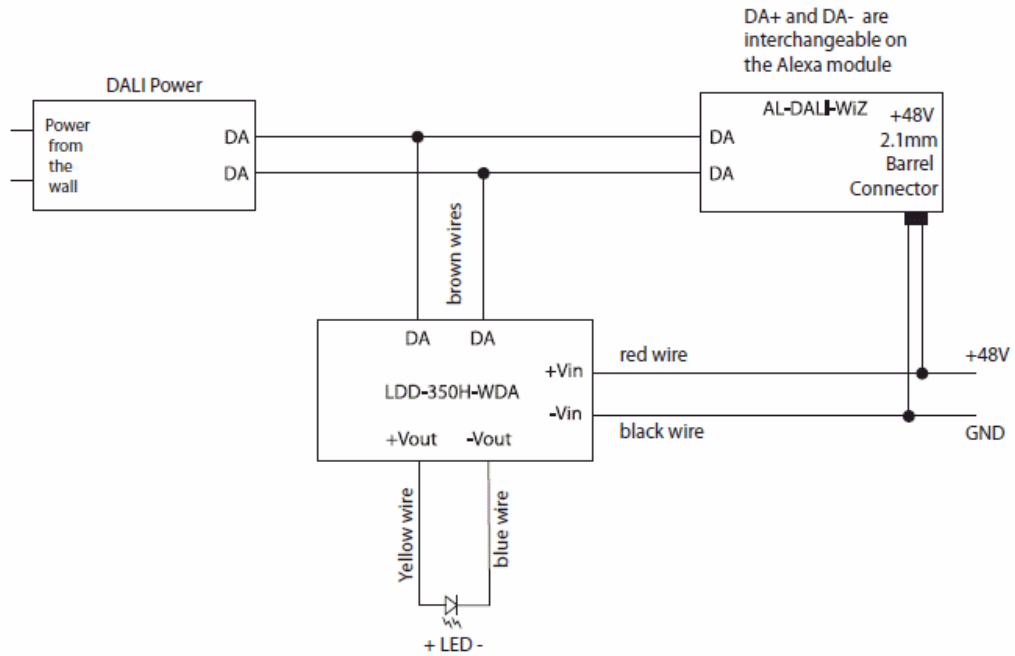 DA+ and DA- are
intercheable on
the Alexa module
DALI Power
Power
from
the
wall
DA
DA
AL-DALI-WiZ
+48V
2.1mm
Barrel
Connector
DA
DA
brown wires
DA DA
LDD-350H-WDA
+Vin
-Vin
+Vout -Vout
red wire
+48V
black wire
GND
Yellow wire
blue wire
+ LED -